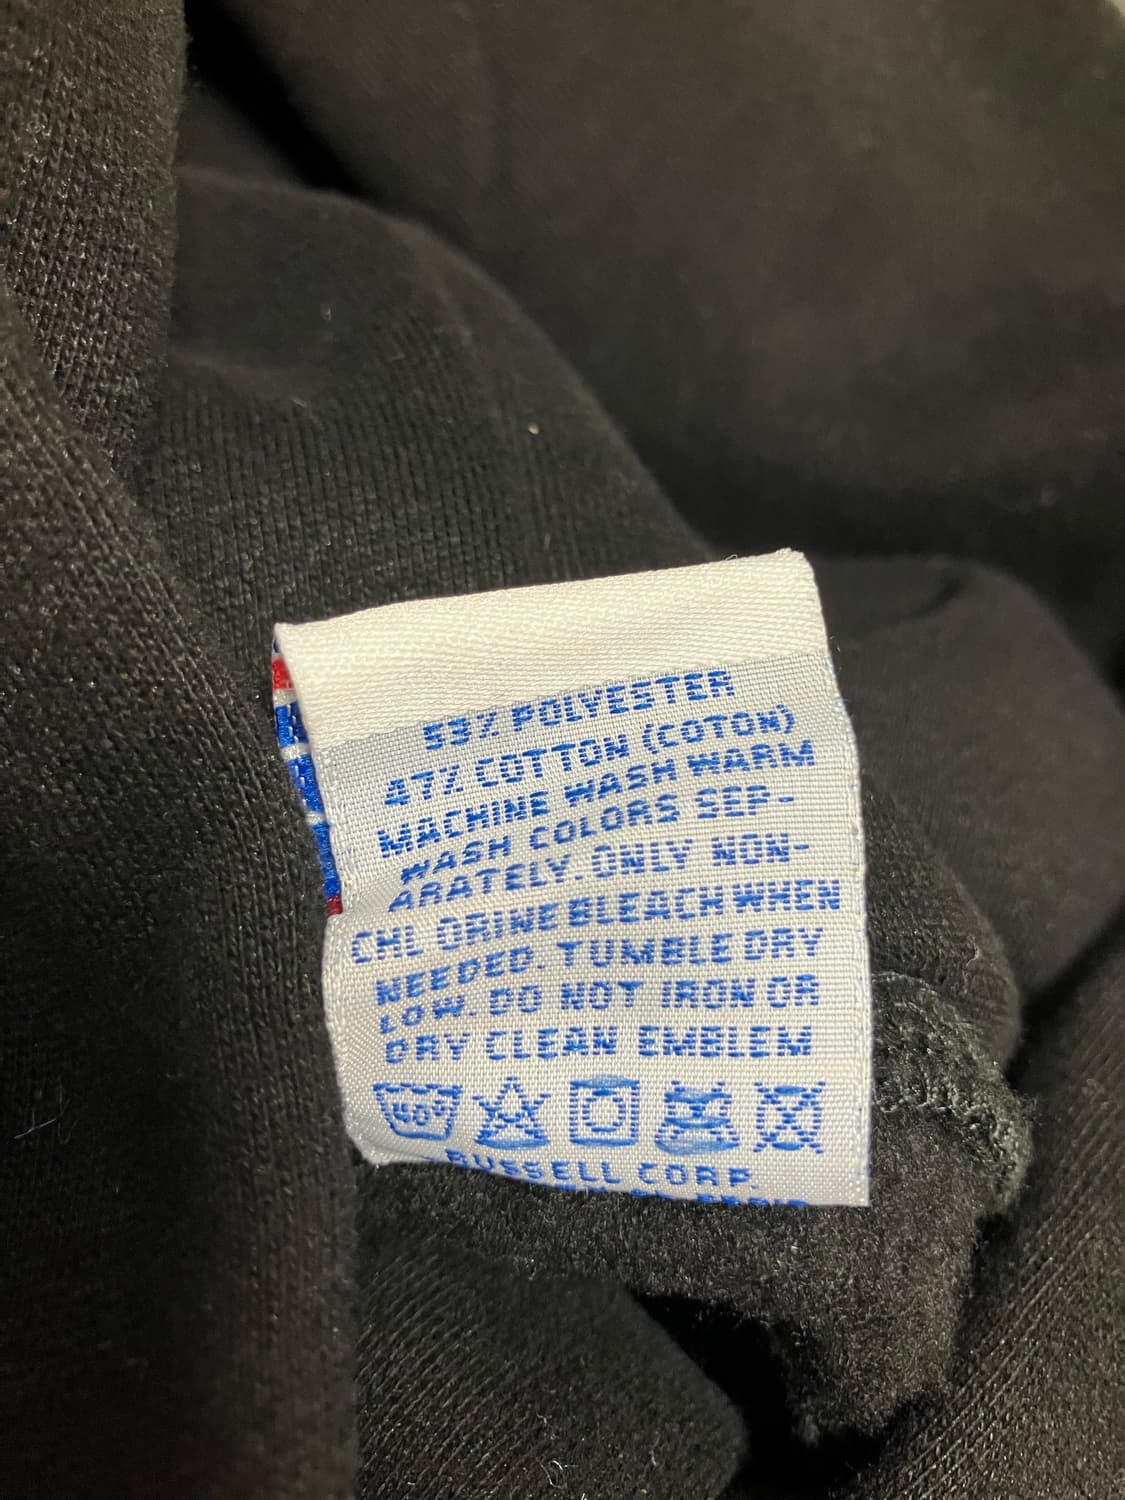 53% POLYESTER
47% COTTON (COTON)
MACHINE WASH WARM
WASH COLORS SEP-
ARATELY. ONLY NON-
CHLORINE BLEACH WHEN
NEEDED. TUMBLE DRY
LOW. DO NOT IRON OR
DRY CLEAN EMBLEM
40°
RUSSELL CORP.